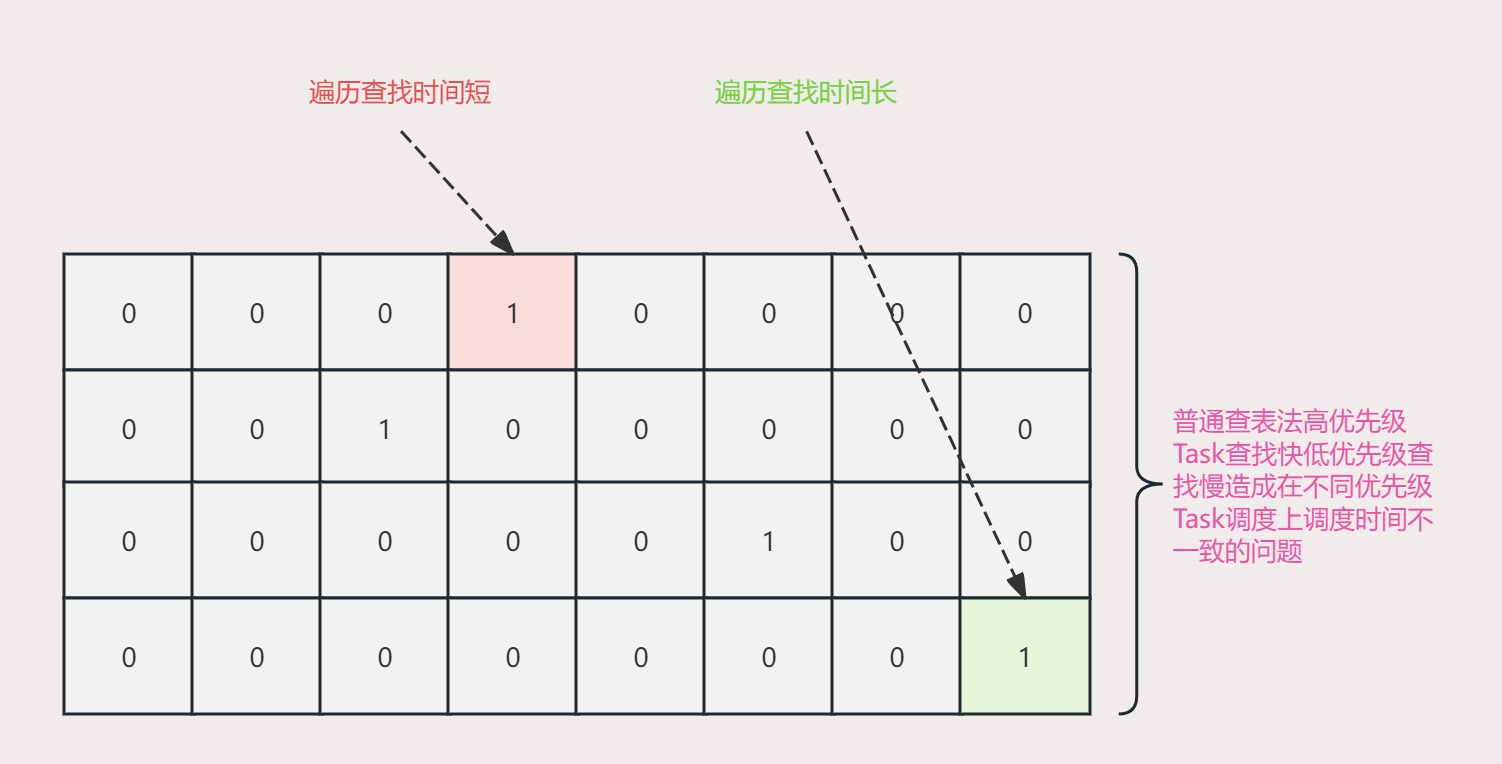 遍历查找时间短
遍历查找时间长
0 0 0 1 0 0 0 0
0 0 1 0 0 0 0 0
0 0 0 0 0 1 0 0
0 0 0 0 0 0 0 1
普通查表法高优先级
Task查找快低优先级查
找慢造成在不同优先级
Task调度上调度时间不
一致的问题